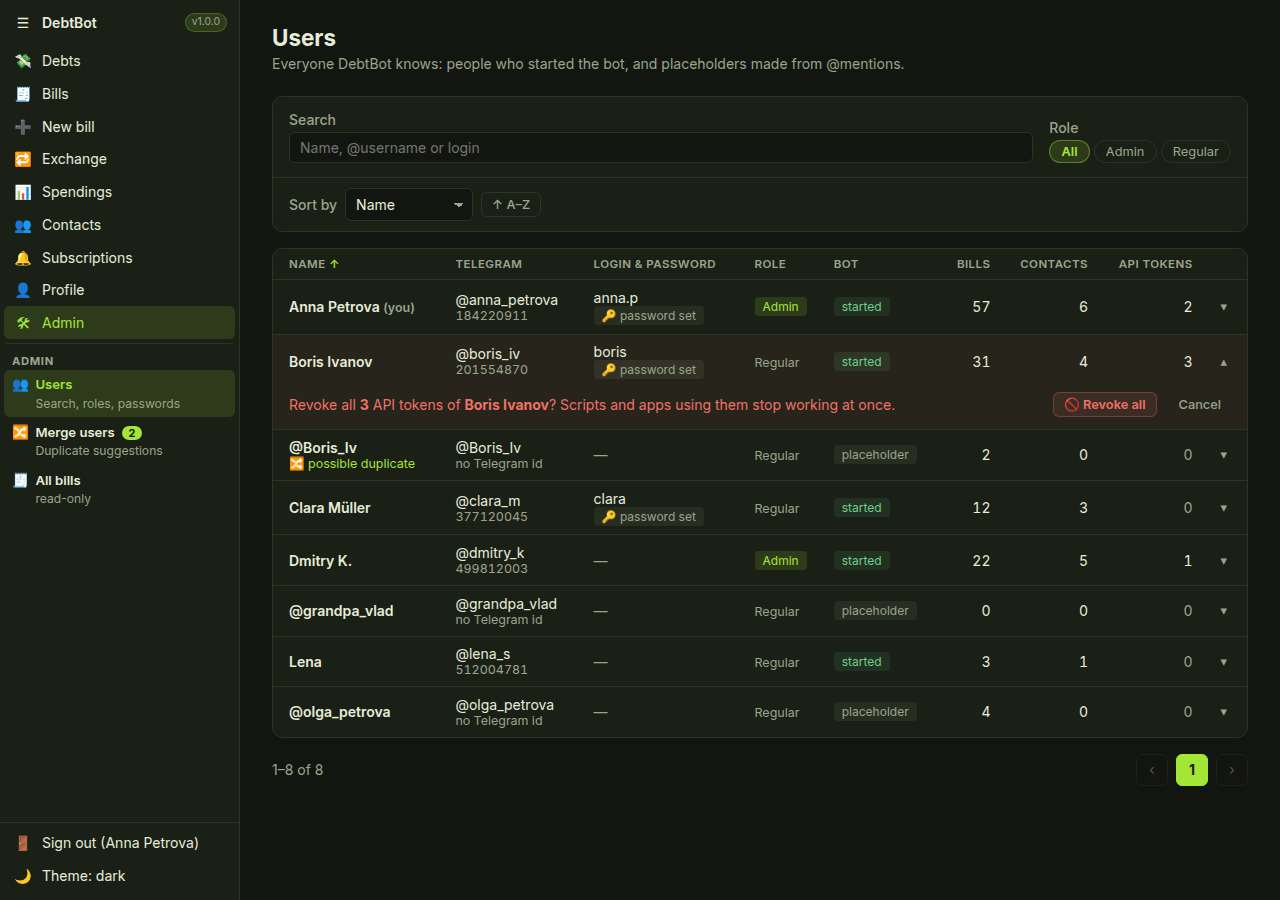 ☰ DebtBot v1.0.0
💸 Debts
🧾 Bills
➕ New bill
🔁 Exchange
📊 Spendings
👥 Contacts
🔔 Subscriptions
👤 Profile
🛠 Admin
ADMIN
👥 Users
Search, roles, passwords
🔀 Merge users 2
Duplicate suggestions
🧾 All bills
read-only
🚪 Sign out (Anna Petrova)
🌙 Theme: dark
Users
Everyone DebtBot knows: people who started the bot, and placeholders made from @mentions.
Search
Name, @username or login
Role
All Admin Regular
Sort by Name ↑ A–Z
NAME ↑ TELEGRAM LOGIN & PASSWORD ROLE BOT BILLS CONTACTS API TOKENS
Anna Petrova (you) @anna_petrova 184220911 anna.p 🔑 password set Admin started 57 6 2 ▾
Boris Ivanov @boris_iv 201554870 boris 🔑 password set Regular started 31 4 3 ▴
Revoke all 3 API tokens of Boris Ivanov? Scripts and apps using them stop working at once. 🚫 Revoke all Cancel
@Boris_Iv 🔀 possible duplicate @Boris_Iv no Telegram id — Regular placeholder 2 0 0 ▾
Clara Müller @clara_m 377120045 clara 🔑 password set Regular started 12 3 0 ▾
Dmitry K. @dmitry_k 499812003 — Admin started 22 5 1 ▾
@grandpa_vlad @grandpa_vlad no Telegram id — Regular placeholder 0 0 0 ▾
Lena @lena_s 512004781 — Regular started 3 1 0 ▾
@olga_petrova @olga_petrova no Telegram id — Regular placeholder 4 0 0 ▾
1–8 of 8 ‹ 1 ›